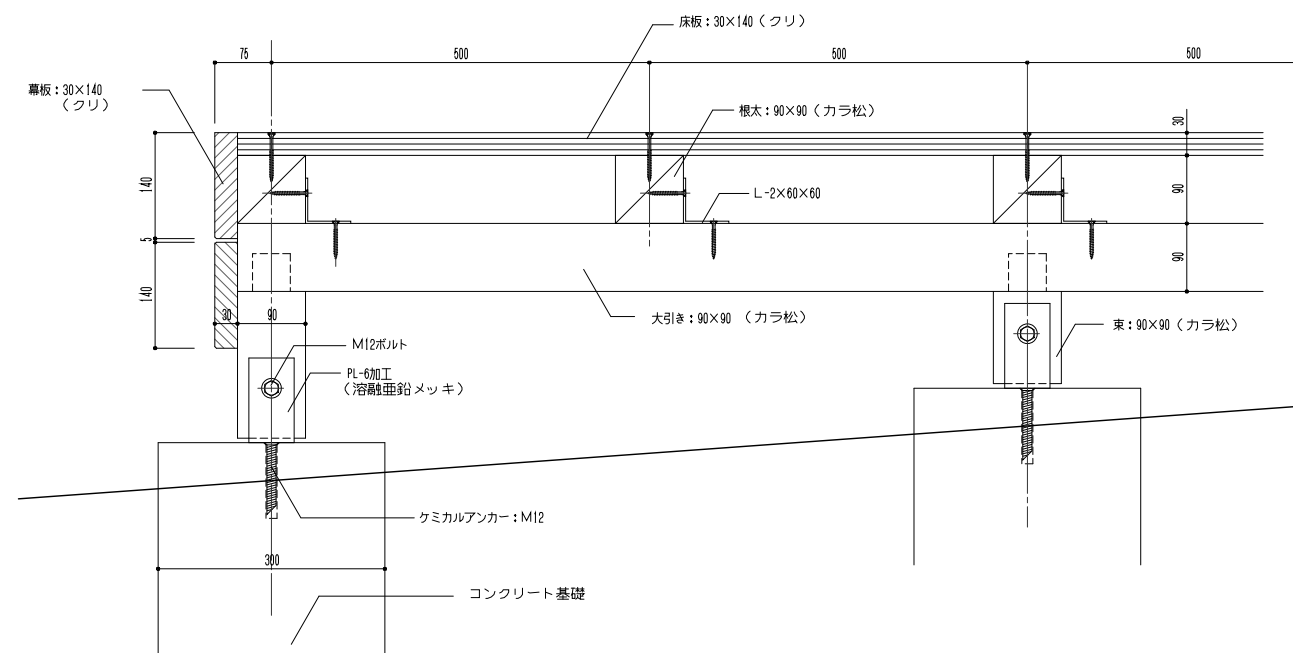 床板：30×140（クリ）
75
500
500
500
幕板：30×140
（クリ）
根太：90×90（カラ松）
30
140
90
L-2×60×60
5
90
140
30
90
大引き：90×90 （カラ松）
束：90×90（カラ松）
M12ボルト
PL-6加工
（溶融亜鉛メッキ）
ケミカルアンカー：M12
300
コンクリート基礎